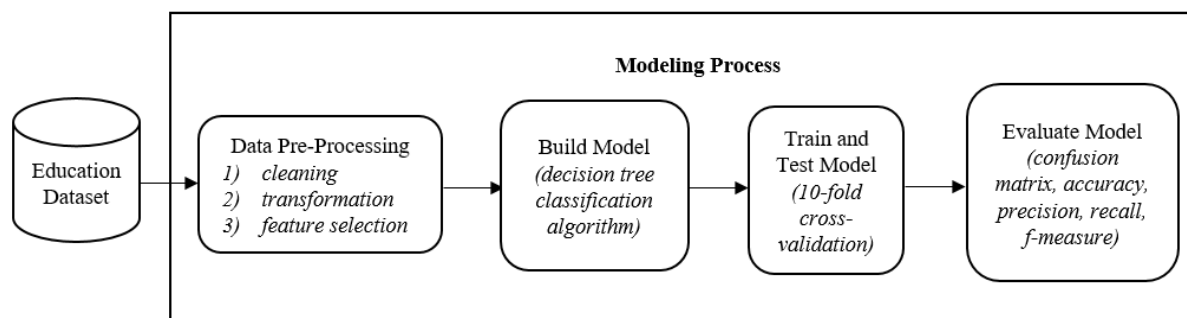 Modeling Process
Education
Dataset
Data Pre-Processing
1) cleaning
2) transformation
3) feature selection
Build Model
(decision tree
classification
algorithm)
Train and
Test Model
(10-fold
cross-
validation)
Evaluate Model
(confusion
matrix, accuracy,
precision, recall,
f-measure)